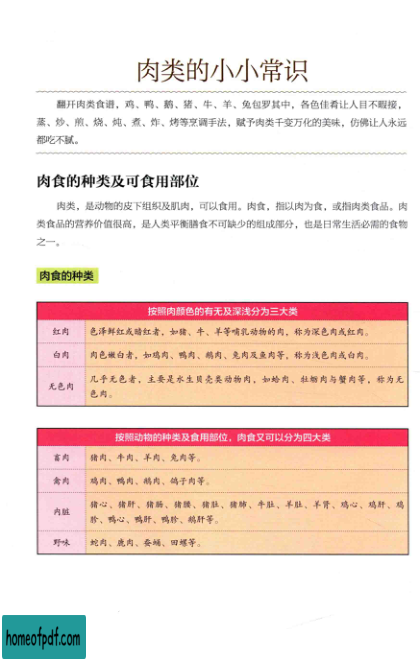 肉类的小小常识
翻开肉类食谱，鸡、鸭、鹅、猪、牛、羊、兔包罗其中，各色佳肴让人目不暇接，
蒸、炒、煎、烧、炖、煮、炸、烤等烹调手法，赋予肉类千变万化的美味，仿佛让人永远
都吃不腻。
肉食的种类及可食用部位
肉类，是动物的皮下组织及肌肉，可以食用。肉食，指以肉为食，或指肉类食品。肉
类食品的营养价值很高，是人类平衡膳食不可缺少的组成部分，也是日常生活必需的食物
之一。
肉食的种类
按照肉颜色的有无及深浅分为三大类
红肉 色泽鲜红或暗红者，如猪、牛、羊等哺乳动物的肉，称为深色肉或红肉。
白肉 肉色嫩白者，如鸡肉、鸭肉、鹅肉、兔肉及鱼肉等，称为浅色肉或白肉。
无色肉 几乎无色者，主要是水生贝壳类动物肉，如蛤肉、牡蛎肉与蟹肉等，称为无
色肉。
按照动物的种类及食用部位，肉食又可以分为四大类
畜肉 猪肉、牛肉、羊肉、兔肉等。
禽肉 鸡肉、鸭肉、鹅肉、鸽子肉等。
内脏 猪心、猪肝、猪肠、猪腰、猪肚、猪肺、牛肚、羊肚、羊肾、鸡心、鸡肝、鸡
胗、鸭心、鸭肝、鸭胗、鹅肝等。
野味 蛇肉、鹿肉、蚕蛹、田螺等。
homeofpdf.com